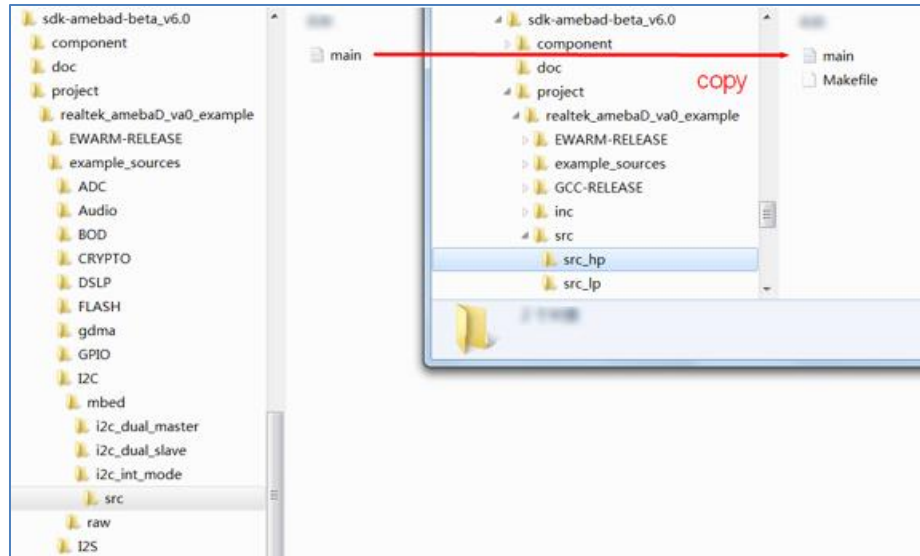 sdk-amebad-beta_v6.0
component
doc
project
realtek_amebaD_va0_example
EWARM-RELEASE
example_sources
ADC
Audio
BOD
CRYPTO
DSLP
FLASH
gdma
GPIO
I2C
mbed
i2c_dual_master
i2c_dual_slave
i2c_int_mode
src
raw
I2S
main
sdk-amebad-beta_v6.0
component
doc
project
realtek_amebaD_va0_example
EWARM-RELEASE
example_sources
GCC-RELEASE
inc
src
src_hp
src_lp
copy
main
Makefile